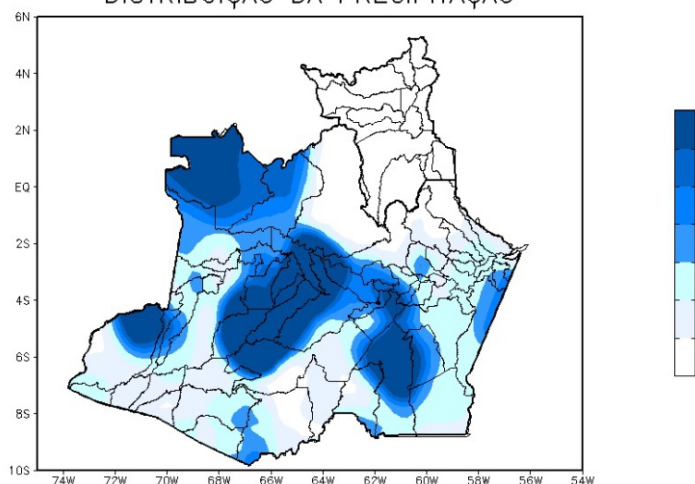 DISTRIBUIÇÃO DA PRECIPITAÇÃO
6N
4N
2N
EQ
2S
4S
6S
8S
10S
74W 72W 70W 68W 66W 64W 62W 60W 58W 56W 54W